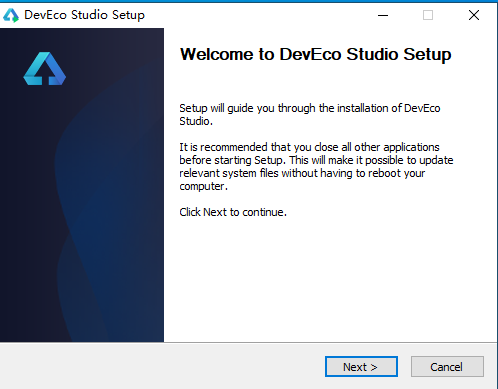 DevEco Studio Setup
Welcome to DevEco Studio Setup
Setup will guide you through the installation of DevEco
Studio.
It is recommended that you close all other applications
before starting Setup. This will make it possible to update
relevant system files without having to reboot your
computer.
Click Next to continue.
Next >
Cancel